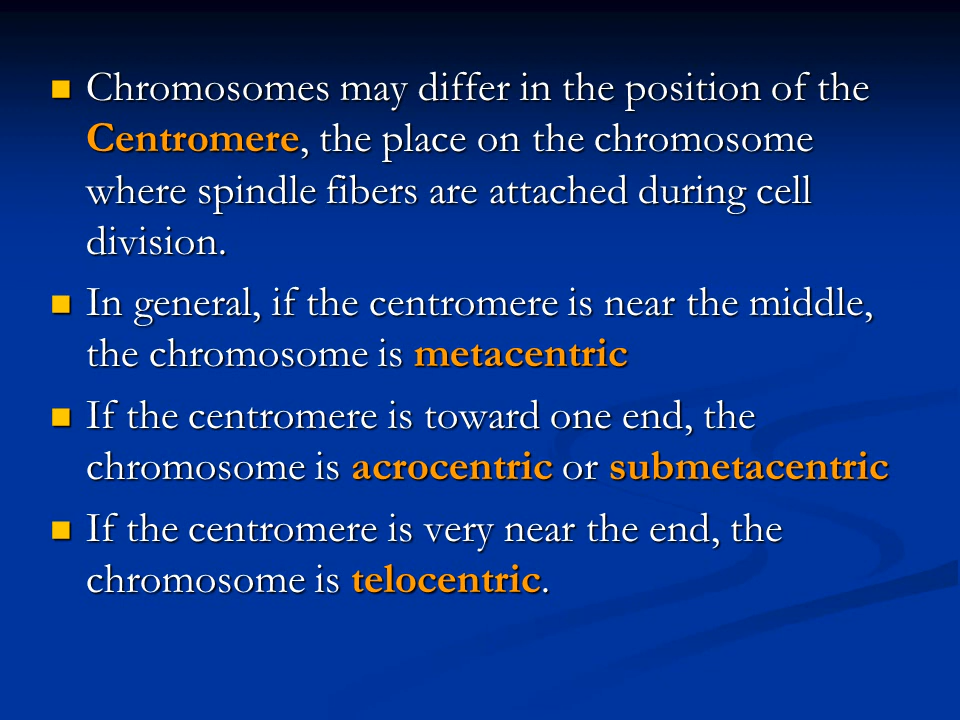 Chromosomes may differ in the position of the
Centromere, the place on the chromosome
where spindle fibers are attached during cell
division.
In general, if the centromere is near the middle,
the chromosome is metacentric
If the centromere is toward one end, the
chromosome is acrocentric or submetacentric
If the centromere is very near the end, the
chromosome is telocentric.